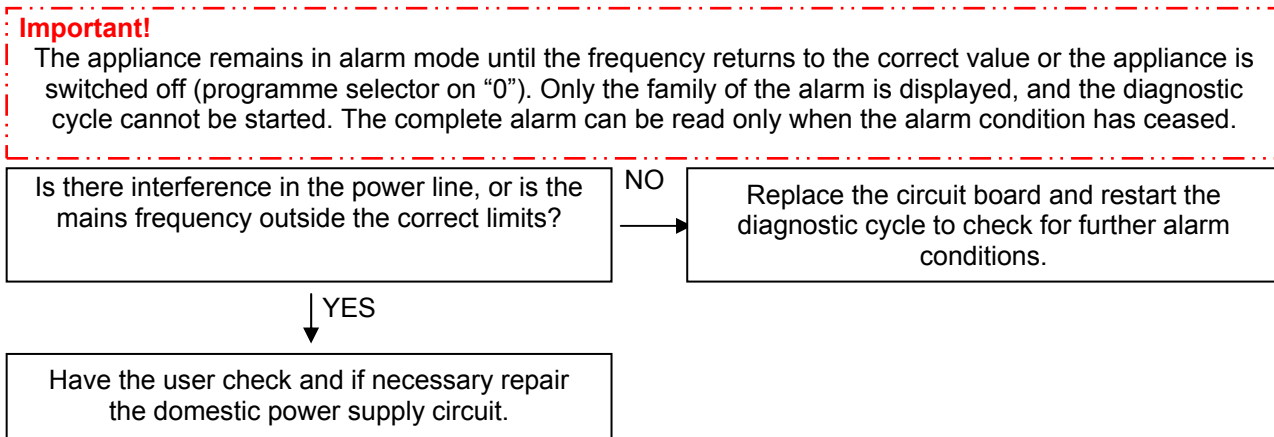 Important!
The appliance remains in alarm mode until the frequency returns to the correct value or the appliance is
switched off (programme selector on “0”). Only the family of the alarm is displayed, and the diagnostic
cycle cannot be started. The complete alarm can be read only when the alarm condition has ceased.
Is there interference in the power line, or is the
mains frequency outside the correct limits?
NO
Replace the circuit board and restart the
diagnostic cycle to check for further alarm
conditions.
YES
Have the user check and if necessary repair
the domestic power supply circuit.